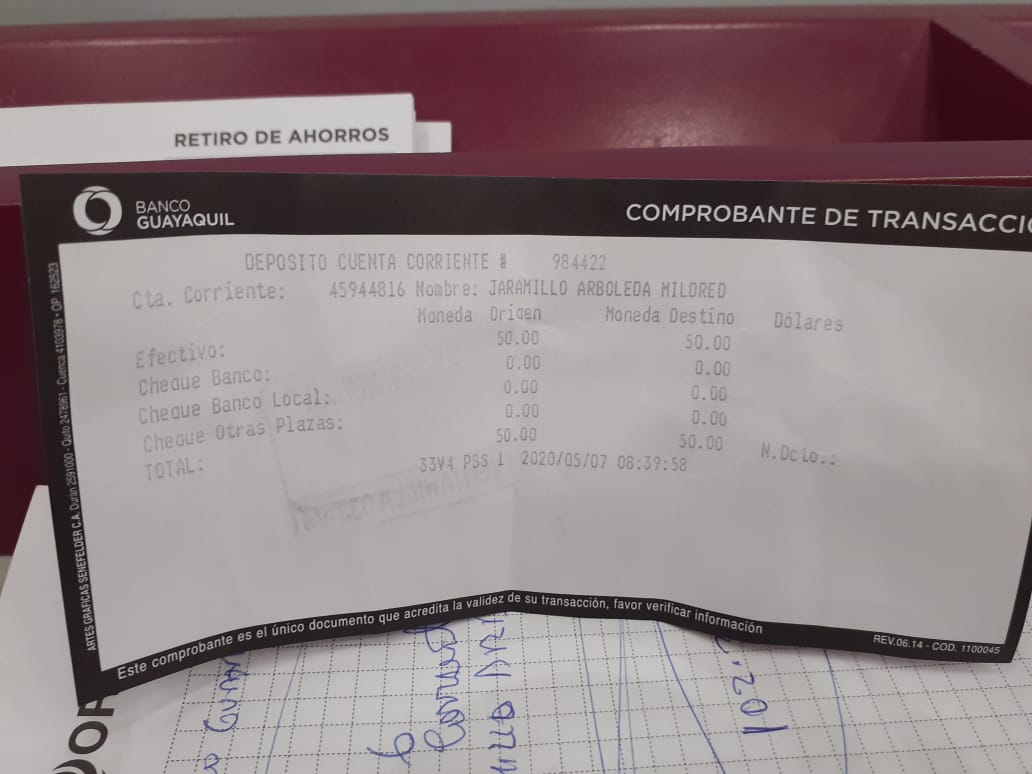 RETIRO DE AHORROS
BANCO
GUAYAQUIL
COMPROBANTE DE TRANSACCIÓ
DEPOSITO CUENTA CORRIENTE # 984422
Cta. Corriente: 45944816 Nombre: JARAMILLO ARBOLEDA MILDRED
Moneda Origen Moneda Destino Dólares
Efectivo: 50.00 50.00
Cheque Banco: 0.00 0.00
Cheque Banco Local: 0.00 0.00
Cheque Otras Plazas: 0.00 0.00
TOTAL: 50.00 50.00 N.Dcto.:
33V4 PSS 1 2020/05/07 08:39:58
Este comprobante es el único documento que acredita la validez de su transacción, favor verificar información
REV.06.14 - COD. 1100045
ARTES GRAFICAS SENEFELDER C.A. Durán 2591000 - Quito 2478961 - Cuenca 4103978 - OP. 162523
102.